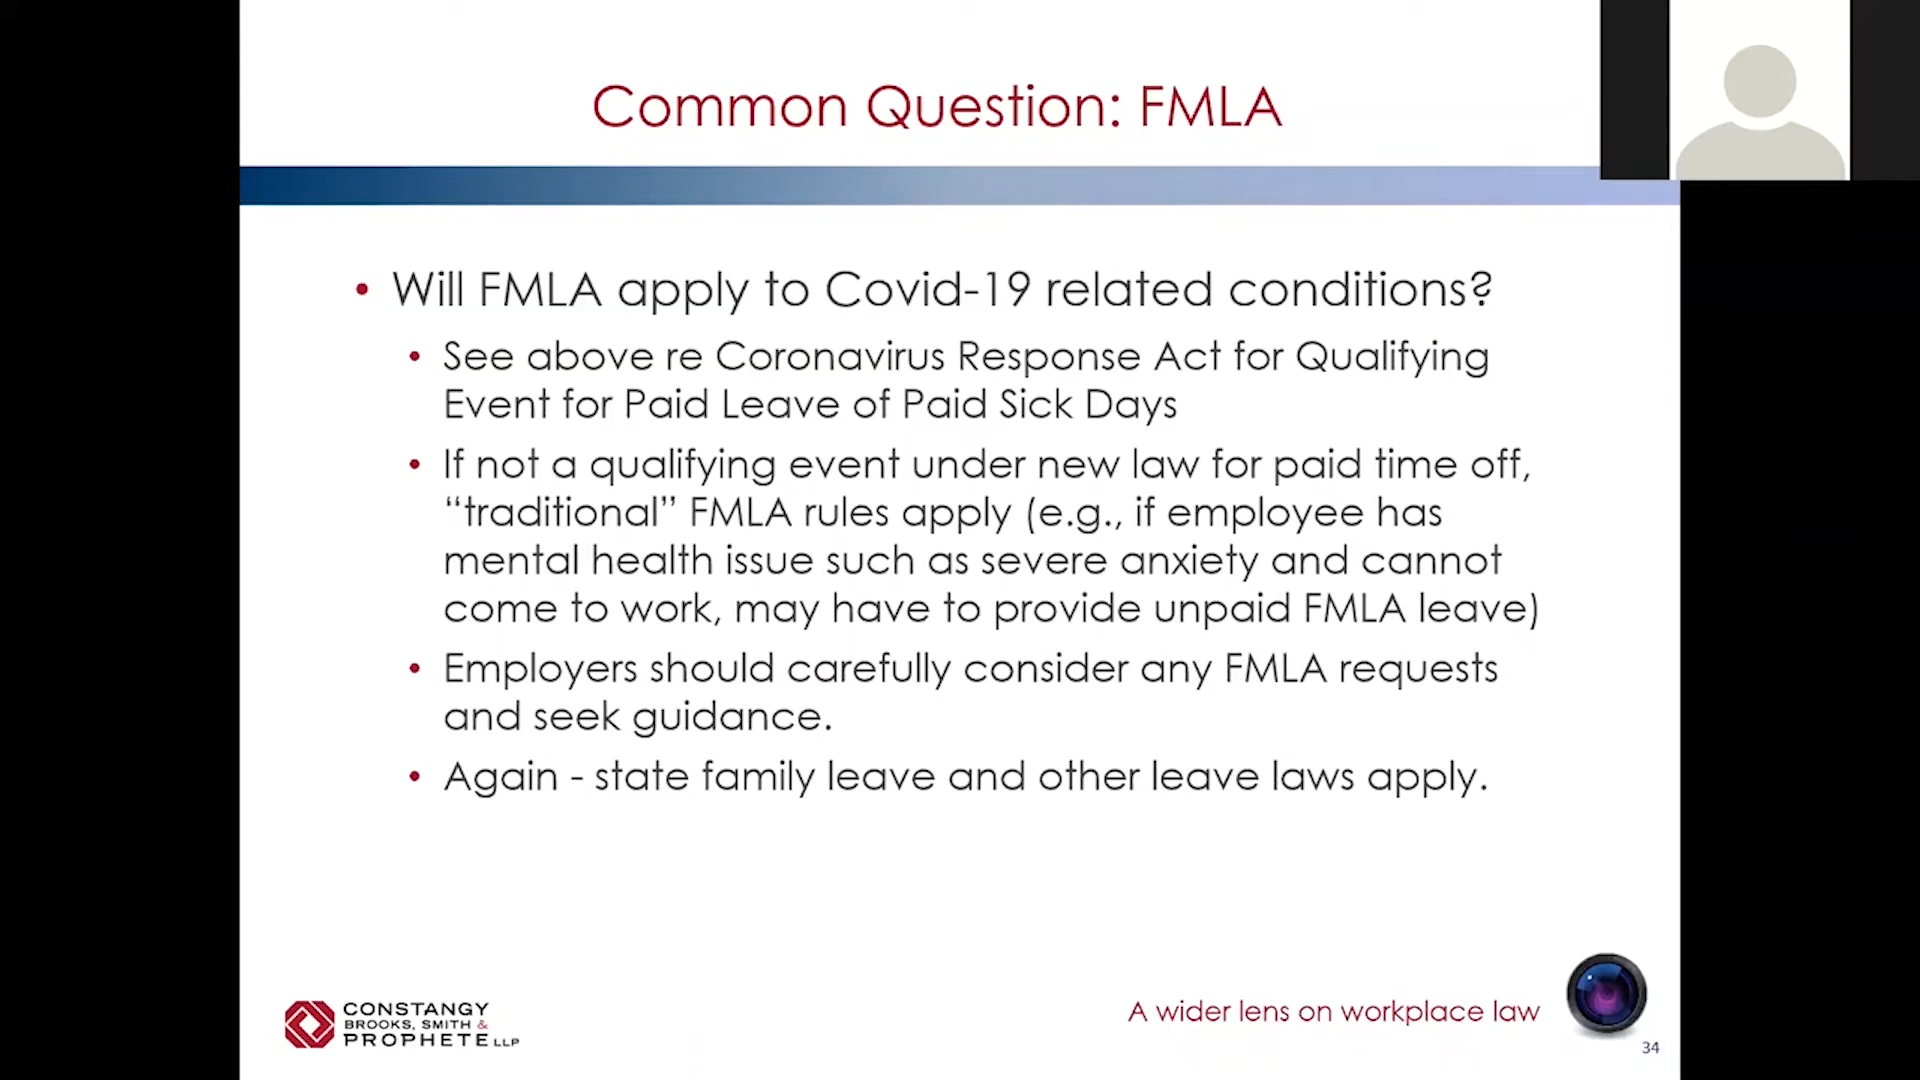 Common Question: FMLA
• Will FMLA apply to Covid-19 related conditions?
• See above re Coronavirus Response Act for Qualifying
Event for Paid Leave of Paid Sick Days
• If not a qualifying event under new law for paid time off,
“traditional” FMLA rules apply (e.g., if employee has
mental health issue such as severe anxiety and cannot
come to work, may have to provide unpaid FMLA leave)
• Employers should carefully consider any FMLA requests
and seek guidance.
• Again - state family leave and other leave laws apply.
CONSTANGY
BROOKS, SMITH &
PROPHETE LLP
A wider lens on workplace law
34